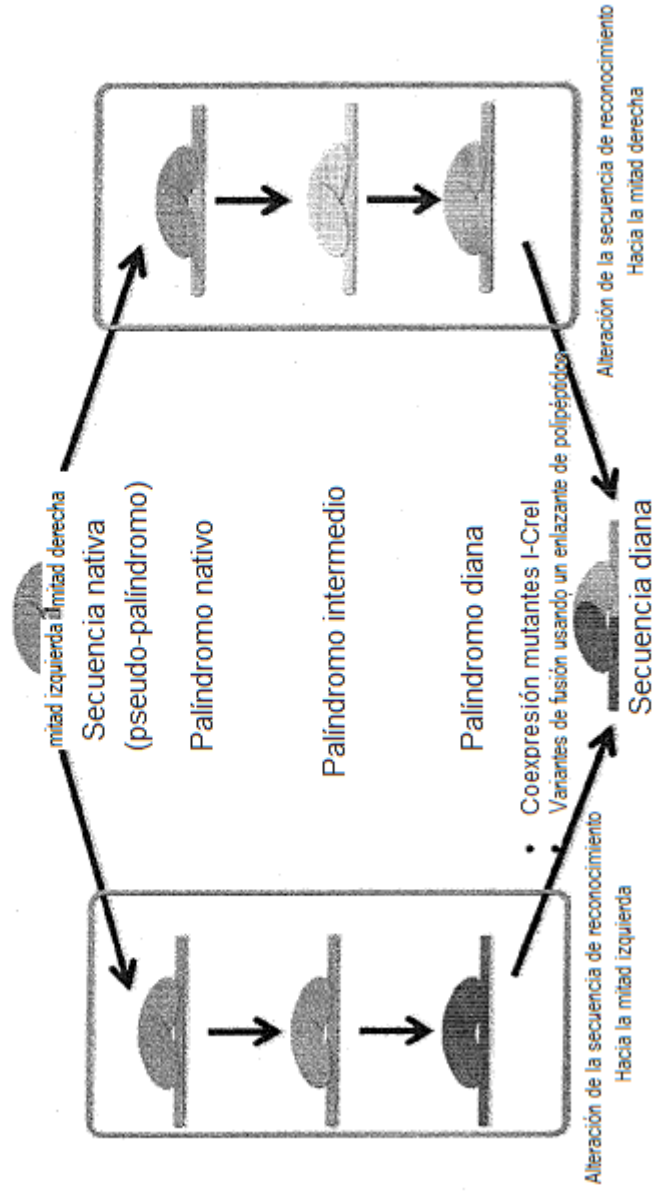 mitad izquierda mitad derecha
Secuencia nativa
(pseudo-palíndromo)
Palíndromo nativo
Palíndromo intermedio
Palíndromo diana
• Coexpresión mutantes I-CreI
• Variantes de fusión usando un enlazante de polipéptidos
Secuencia diana
Alteración de la secuencia de reconocimiento
Hacia la mitad izquierda
Alteración de la secuencia de reconocimiento
Hacia la mitad derecha